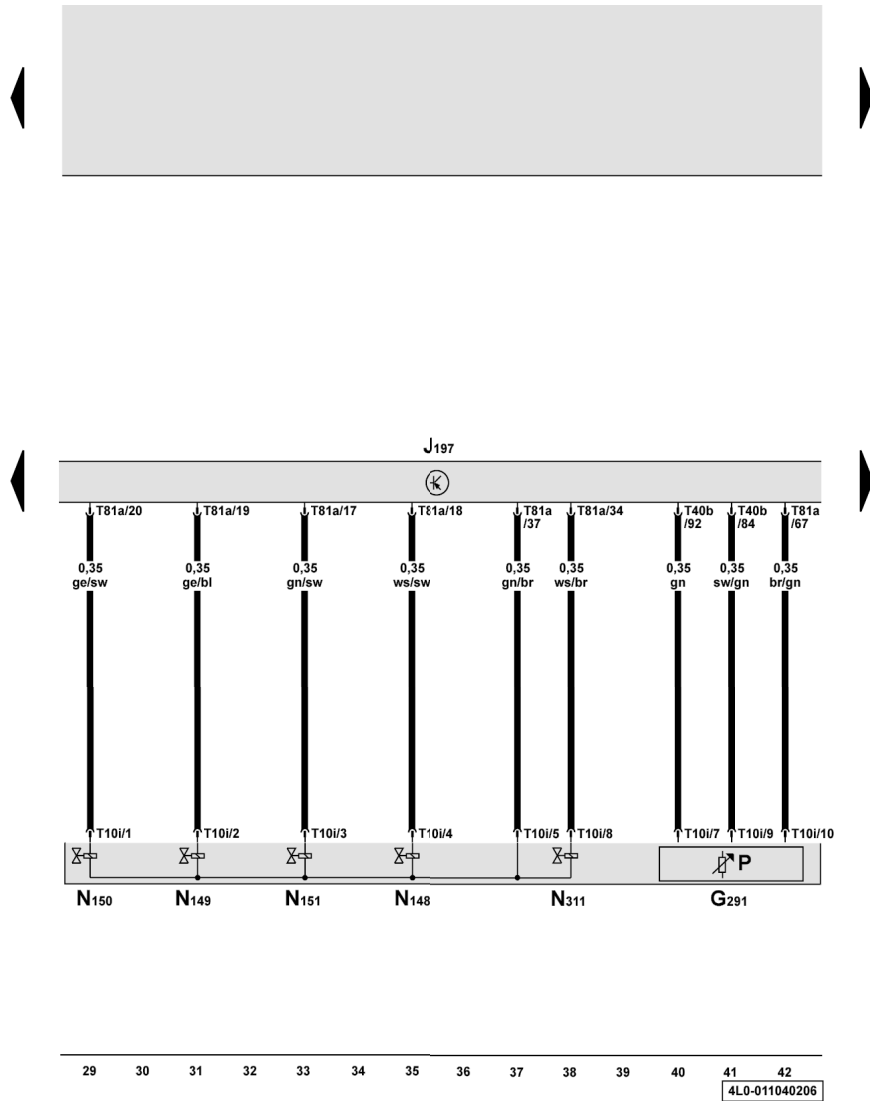 J197
T81a/20 T81a/19 T81a/17 T81a/18 T81a T81a/34 T40b T40b T81a
/37 /92 /84 /67
0,35 0,35 0,35 0,35 0,35 0,35 0,35 0,35 0,35
ge/sw ge/bl gn/sw ws/sw gn/br ws/br gn sw/gn br/gn
T10i/1 T10i/2 T10i/3 T10i/4 T10i/5 T10i/8 T10i/7 T10i/9 T10i/10
P
N150 N149 N151 N148 N311 G291
29 30 31 32 33 34 35 36 37 38 39 40 41 42
4L0-011040206